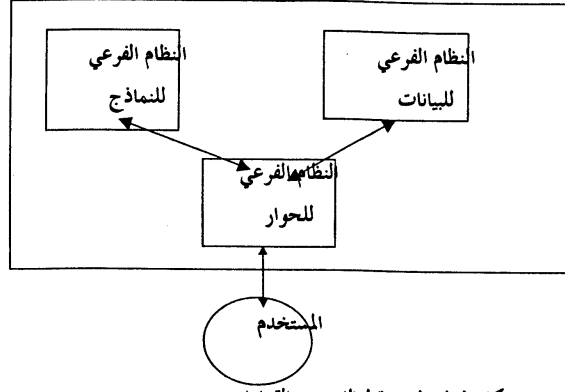 النظام الفرعي
للبيانات
النظام الفرعي
للنماذج
النظام الفرعي
للحوار
المستخدم